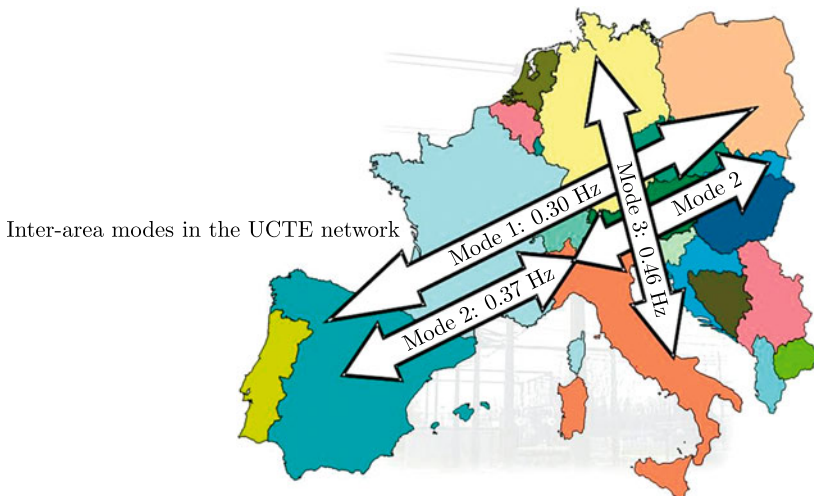 Inter-area modes in the UCTE network
Mode 1: 0.30 Hz
Mode 2: 0.37 Hz
Mode 2
Mode 3: 0.46 Hz